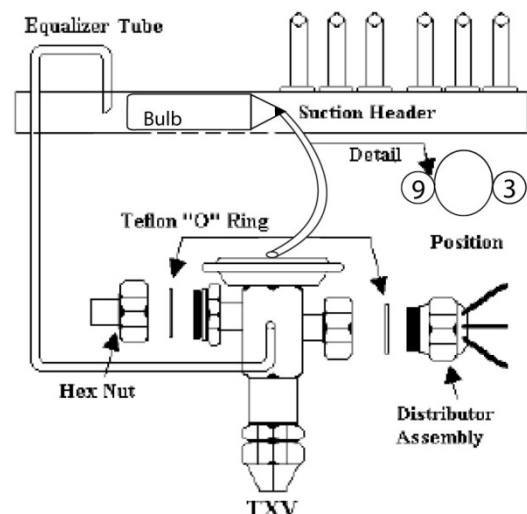 Equalizer Tube
Bulb
Suction Header
Detail
9 3
Teflon "O" Ring
Position
Hex Nut
Distributor
Assembly
TXV